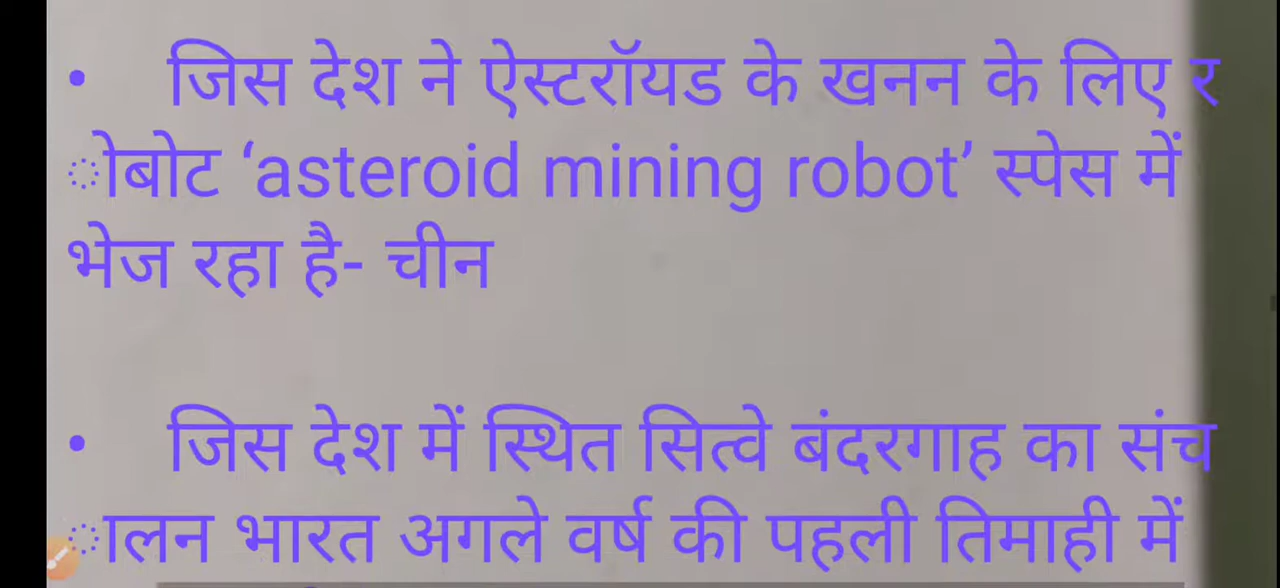 • जिस देश ने ऐस्टरॉयड के खनन के लिए र
ोबोट ‘asteroid mining robot’ स्पेस में
भेज रहा है- चीन
• जिस देश में स्थित सित्वे बंदरगाह का संच
ालन भारत अगले वर्ष की पहली तिमाही में